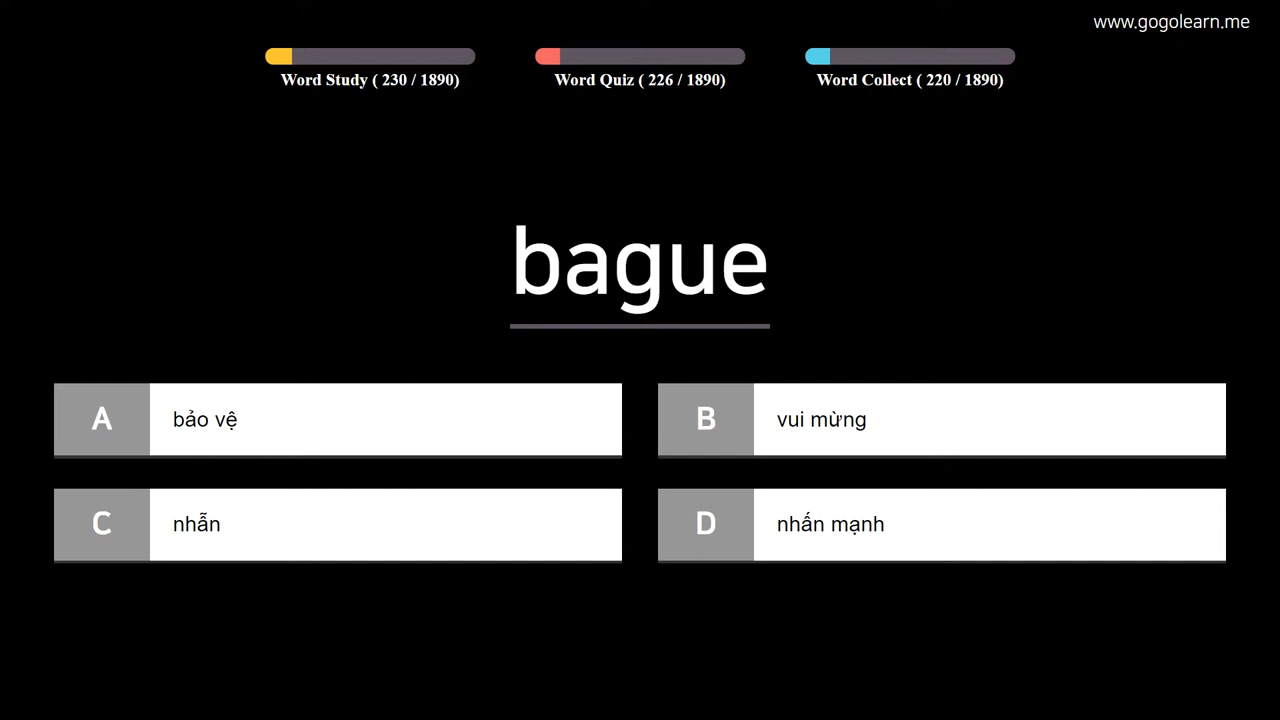 www.gogolearn.me
Word Study ( 230 / 1890)
Word Quiz ( 226 / 1890)
Word Collect ( 220 / 1890)
bague
A
bảo vệ
B
vui mừng
C
nhẫn
D
nhấn mạnh